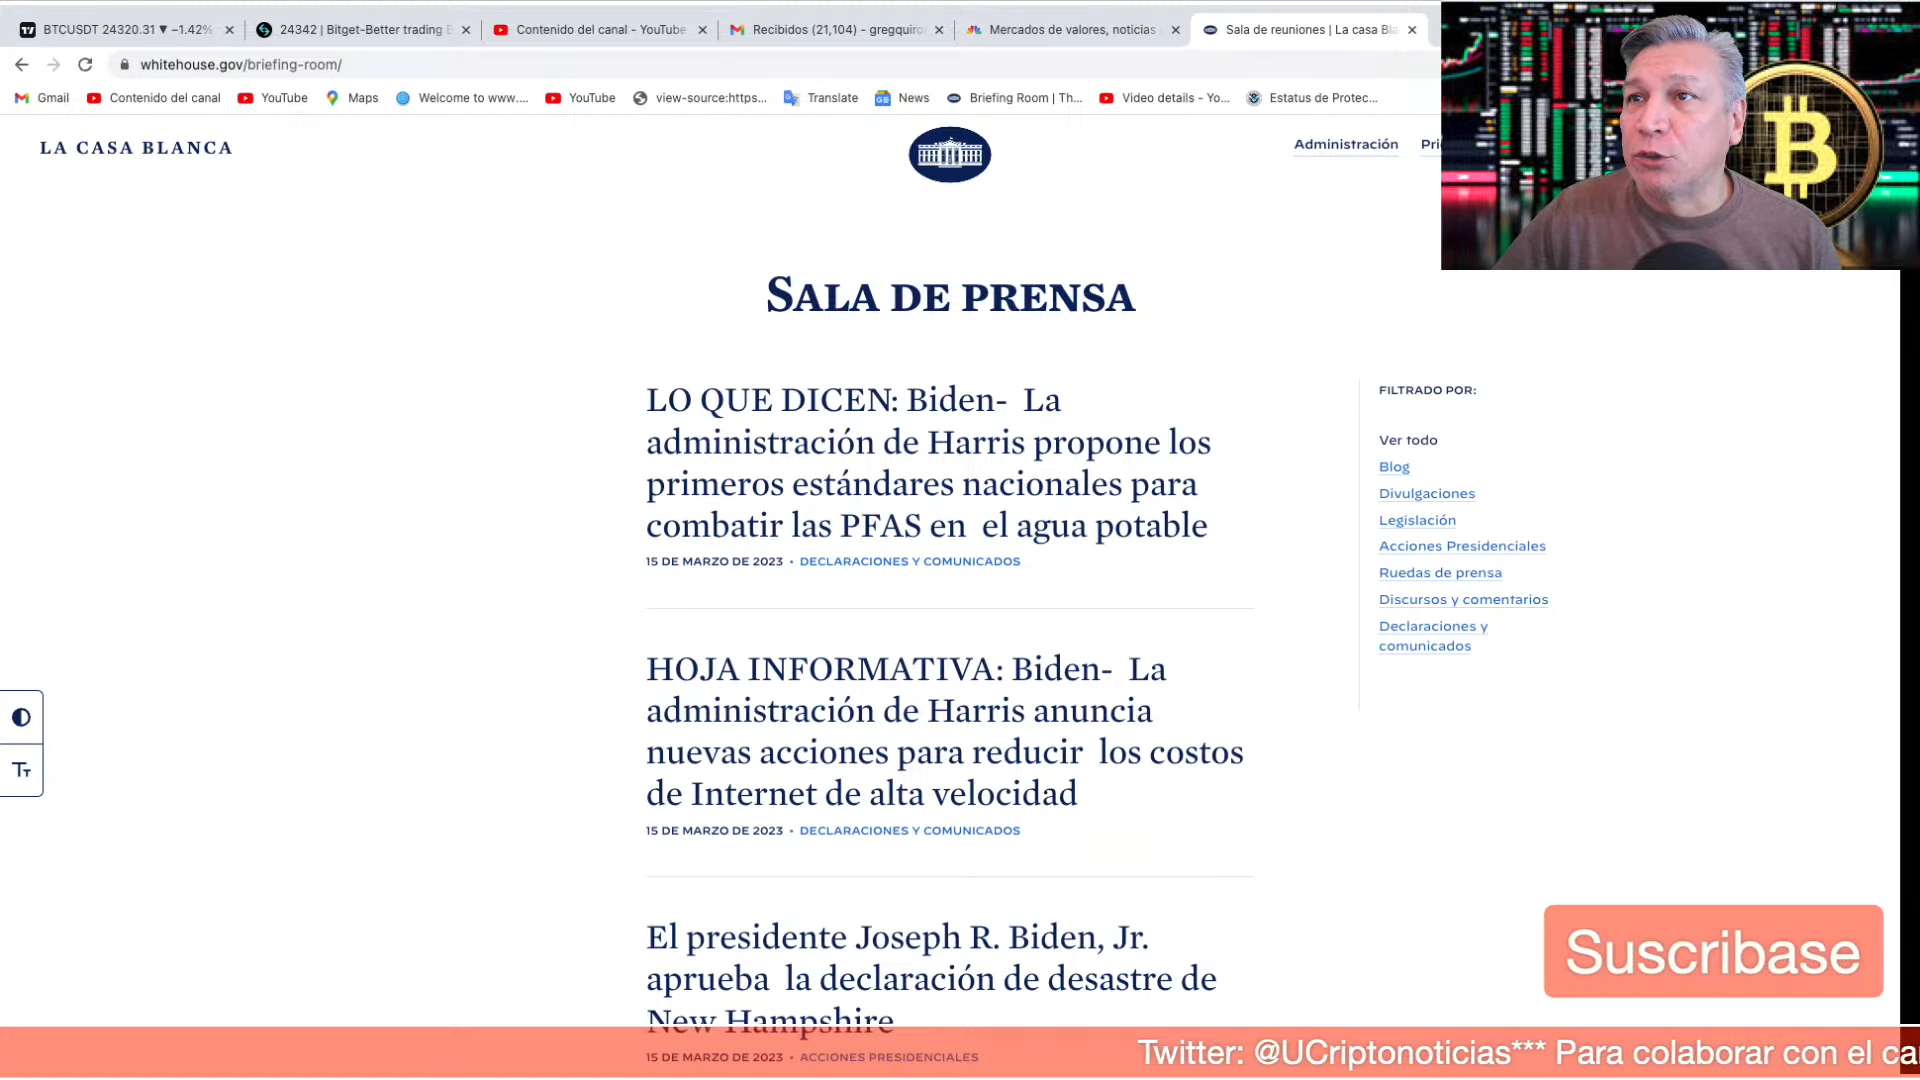 BTCUSDT 24320.31 ▼ −1.42%
24342 | Bitget-Better trading
Contenido del canal - YouTube
Recibidos (21,104) - gregquiro
Mercados de valores, noticias
Sala de reuniones | La casa Bla
whitehouse.gov/briefing-room/
Gmail
Contenido del canal
YouTube
Maps
Welcome to www....
YouTube
view-source:https...
Translate
News
Briefing Room | Th...
Video details - Yo...
Estatus de Protec...
LA CASA BLANCA
Administración
Pri
SALA DE PRENSA
LO QUE DICEN: Biden- La
administración de Harris propone los
primeros estándares nacionales para
combatir las PFAS en el agua potable
15 DE MARZO DE 2023 • DECLARACIONES Y COMUNICADOS
HOJA INFORMATIVA: Biden- La
administración de Harris anuncia
nuevas acciones para reducir los costos
de Internet de alta velocidad
15 DE MARZO DE 2023 • DECLARACIONES Y COMUNICADOS
El presidente Joseph R. Biden, Jr.
aprueba la declaración de desastre de
New Hampshire
15 DE MARZO DE 2023 • ACCIONES PRESIDENCIALES
FILTRADO POR:
Ver todo
Blog
Divulgaciones
Legislación
Acciones Presidenciales
Ruedas de prensa
Discursos y comentarios
Declaraciones y
comunicados
Suscribase
Twitter: @UCriptonoticias*** Para colaborar con el ca